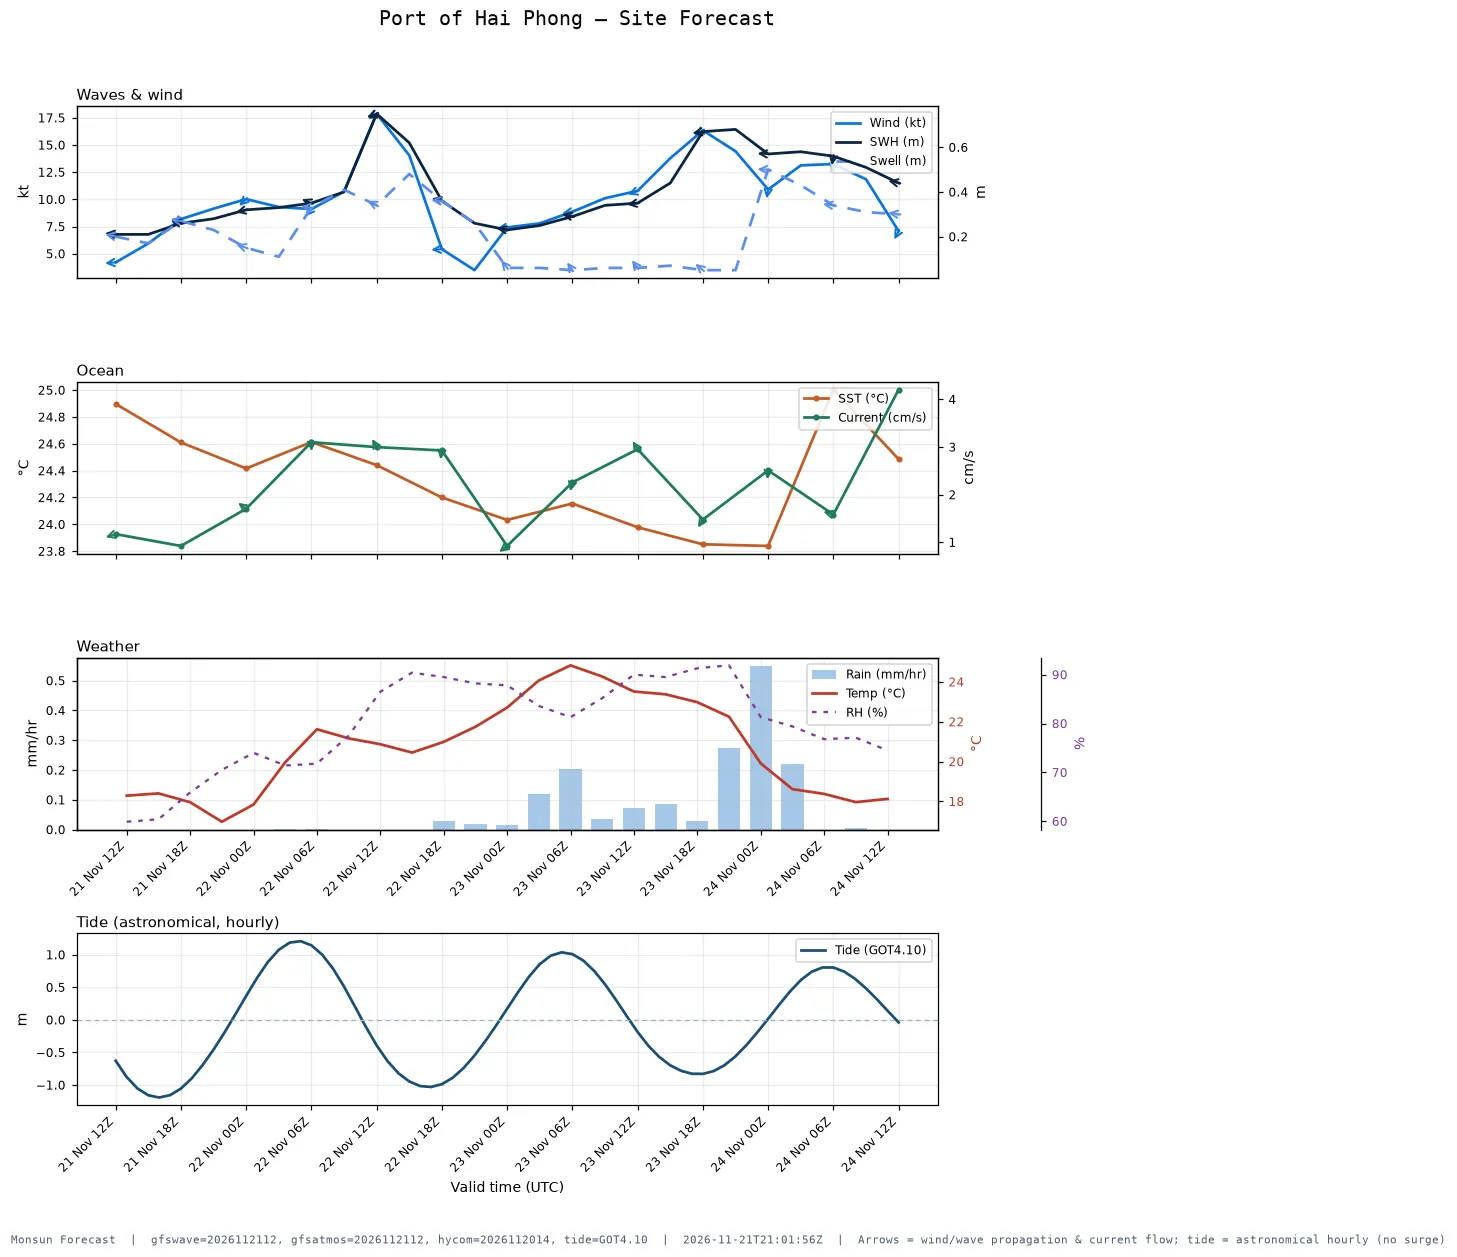 Port of Hai Phong — Site Forecast
Waves & wind
17.5
15.0
12.5
10.0
7.5
5.0
kt
Wind (kt)
SWH (m)
Swell (m)
0.6
0.4
0.2
m
Ocean
25.0
24.8
24.6
24.4
24.2
24.0
23.8
°C
SST (°C)
Current (cm/s)
4
3
2
1
cm/s
Weather
0.5
0.4
0.3
0.2
0.1
0.0
mm/hr
Rain (mm/hr)
Temp (°C)
RH (%)
24
22
20
18
°C
90
80
70
60
%
21 Nov 12Z
21 Nov 18Z
22 Nov 00Z
22 Nov 06Z
22 Nov 12Z
22 Nov 18Z
23 Nov 00Z
23 Nov 06Z
23 Nov 12Z
23 Nov 18Z
24 Nov 00Z
24 Nov 06Z
24 Nov 12Z
Tide (astronomical, hourly)
1.0
0.5
0.0
−0.5
−1.0
m
Tide (GOT4.10)
21 Nov 12Z
21 Nov 18Z
22 Nov 00Z
22 Nov 06Z
22 Nov 12Z
22 Nov 18Z
23 Nov 00Z
23 Nov 06Z
23 Nov 12Z
23 Nov 18Z
24 Nov 00Z
24 Nov 06Z
24 Nov 12Z
Valid time (UTC)
Monsun Forecast | gfswave=2026112112, gfsatmos=2026112112, hycom=2026112014, tide=GOT4.10 | 2026-11-21T21:01:56Z | Arrows = wind/wave propagation & current flow; tide = astronomical hourly (no surge)